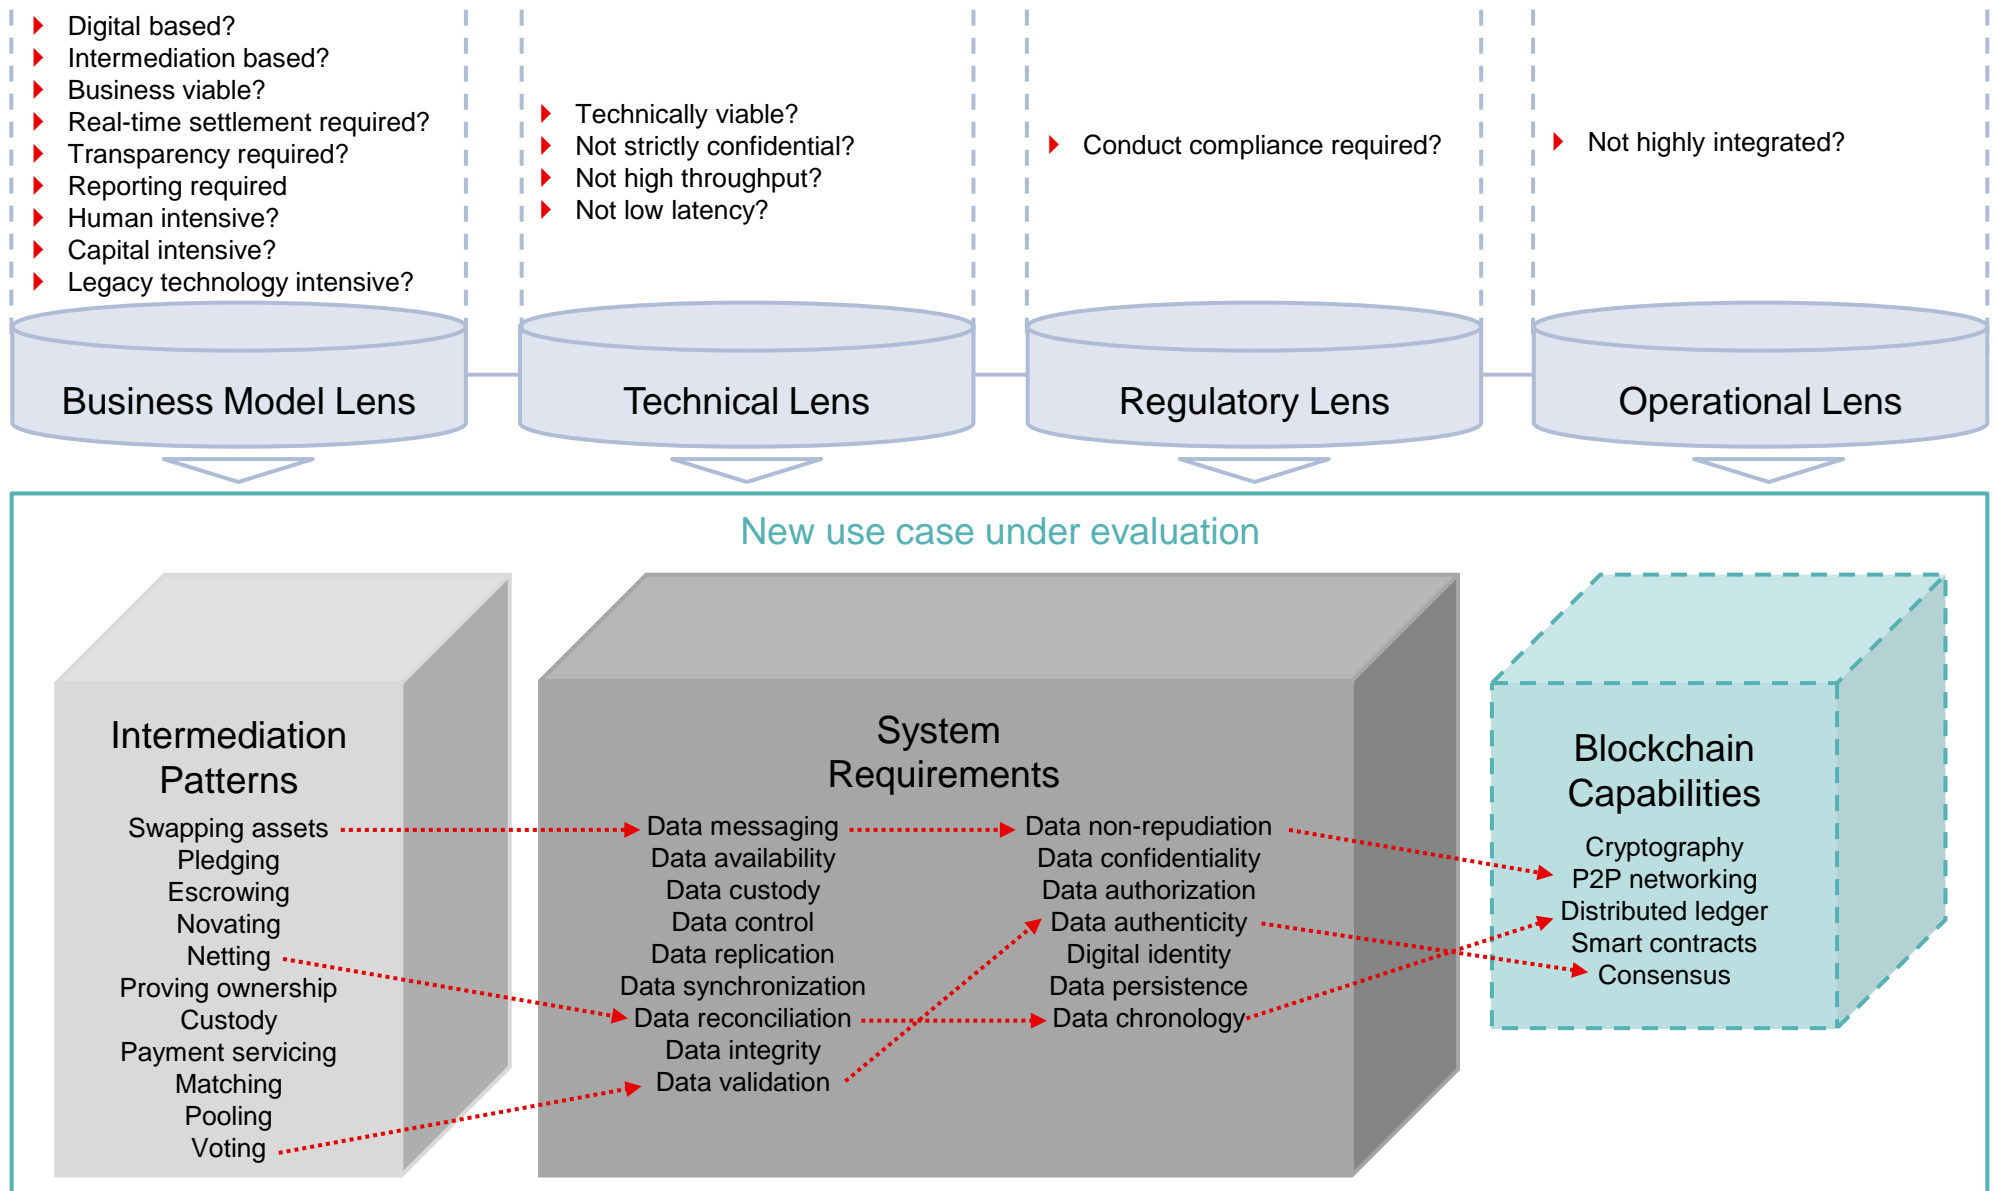 Digital based?
Intermediation based?
Business viable?
Real-time settlement required?
Transparency required?
Reporting required
Human intensive?
Capital intensive?
Legacy technology intensive?
Technically viable?
Not strictly confidential?
Not high throughput?
Not low latency?
Conduct compliance required?
Not highly integrated?
Business Model Lens
Technical Lens
Regulatory Lens
Operational Lens
New use case under evaluation
Intermediation
Patterns
Swapping assets
Pledging
Escrowing
Novating
Netting
Proving ownership
Custody
Payment servicing
Matching
Pooling
Voting
System
Requirements
Data messaging
Data availability
Data custody
Data control
Data replication
Data synchronization
Data reconciliation
Data integrity
Data validation
Data non-repudiation
Data confidentiality
Data authorization
Data authenticity
Digital identity
Data persistence
Data chronology
Blockchain
Capabilities
Cryptography
P2P networking
Distributed ledger
Smart contracts
Consensus